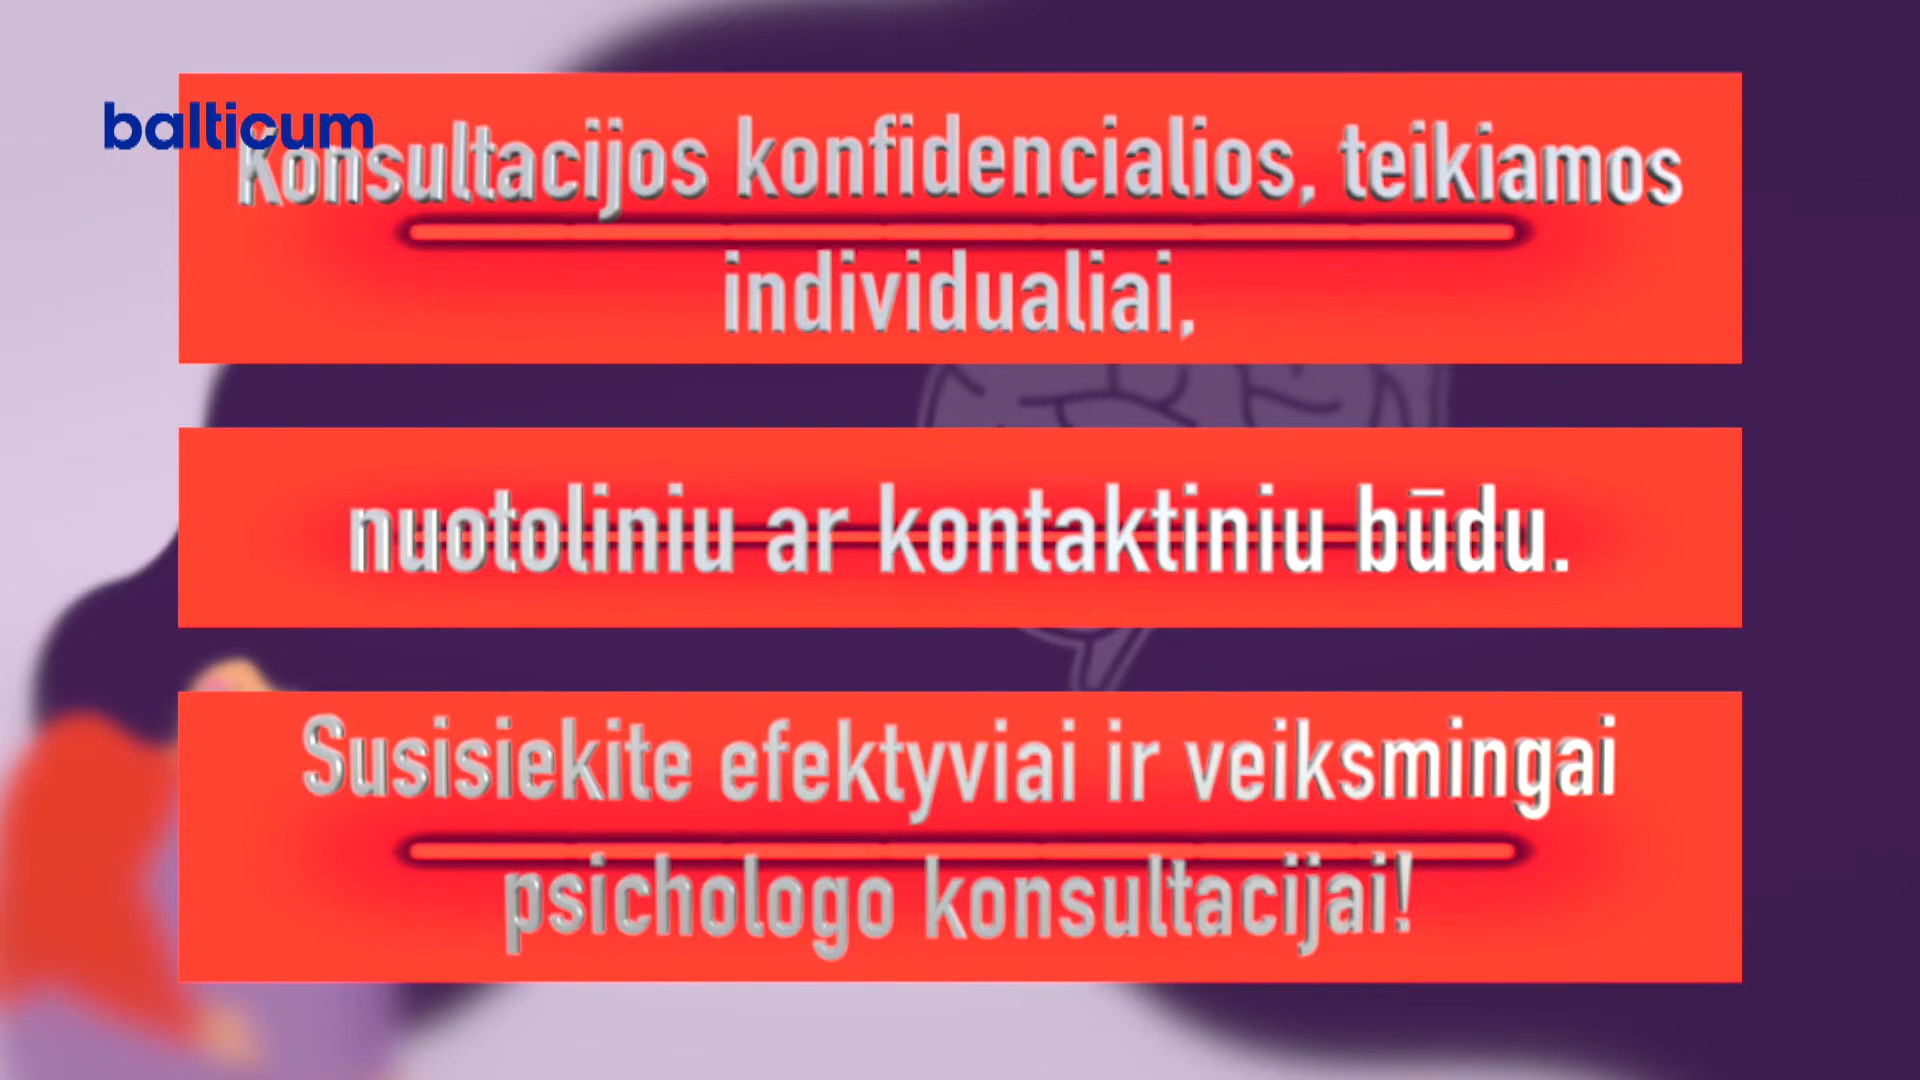 balticum
Konsultacijos konfidencialios, teikiamos
individualiai,
nuotoliniu ar kontaktiniu būdu.
Susisiekite efektyviai ir veiksmingai
psichologo konsultacijai!